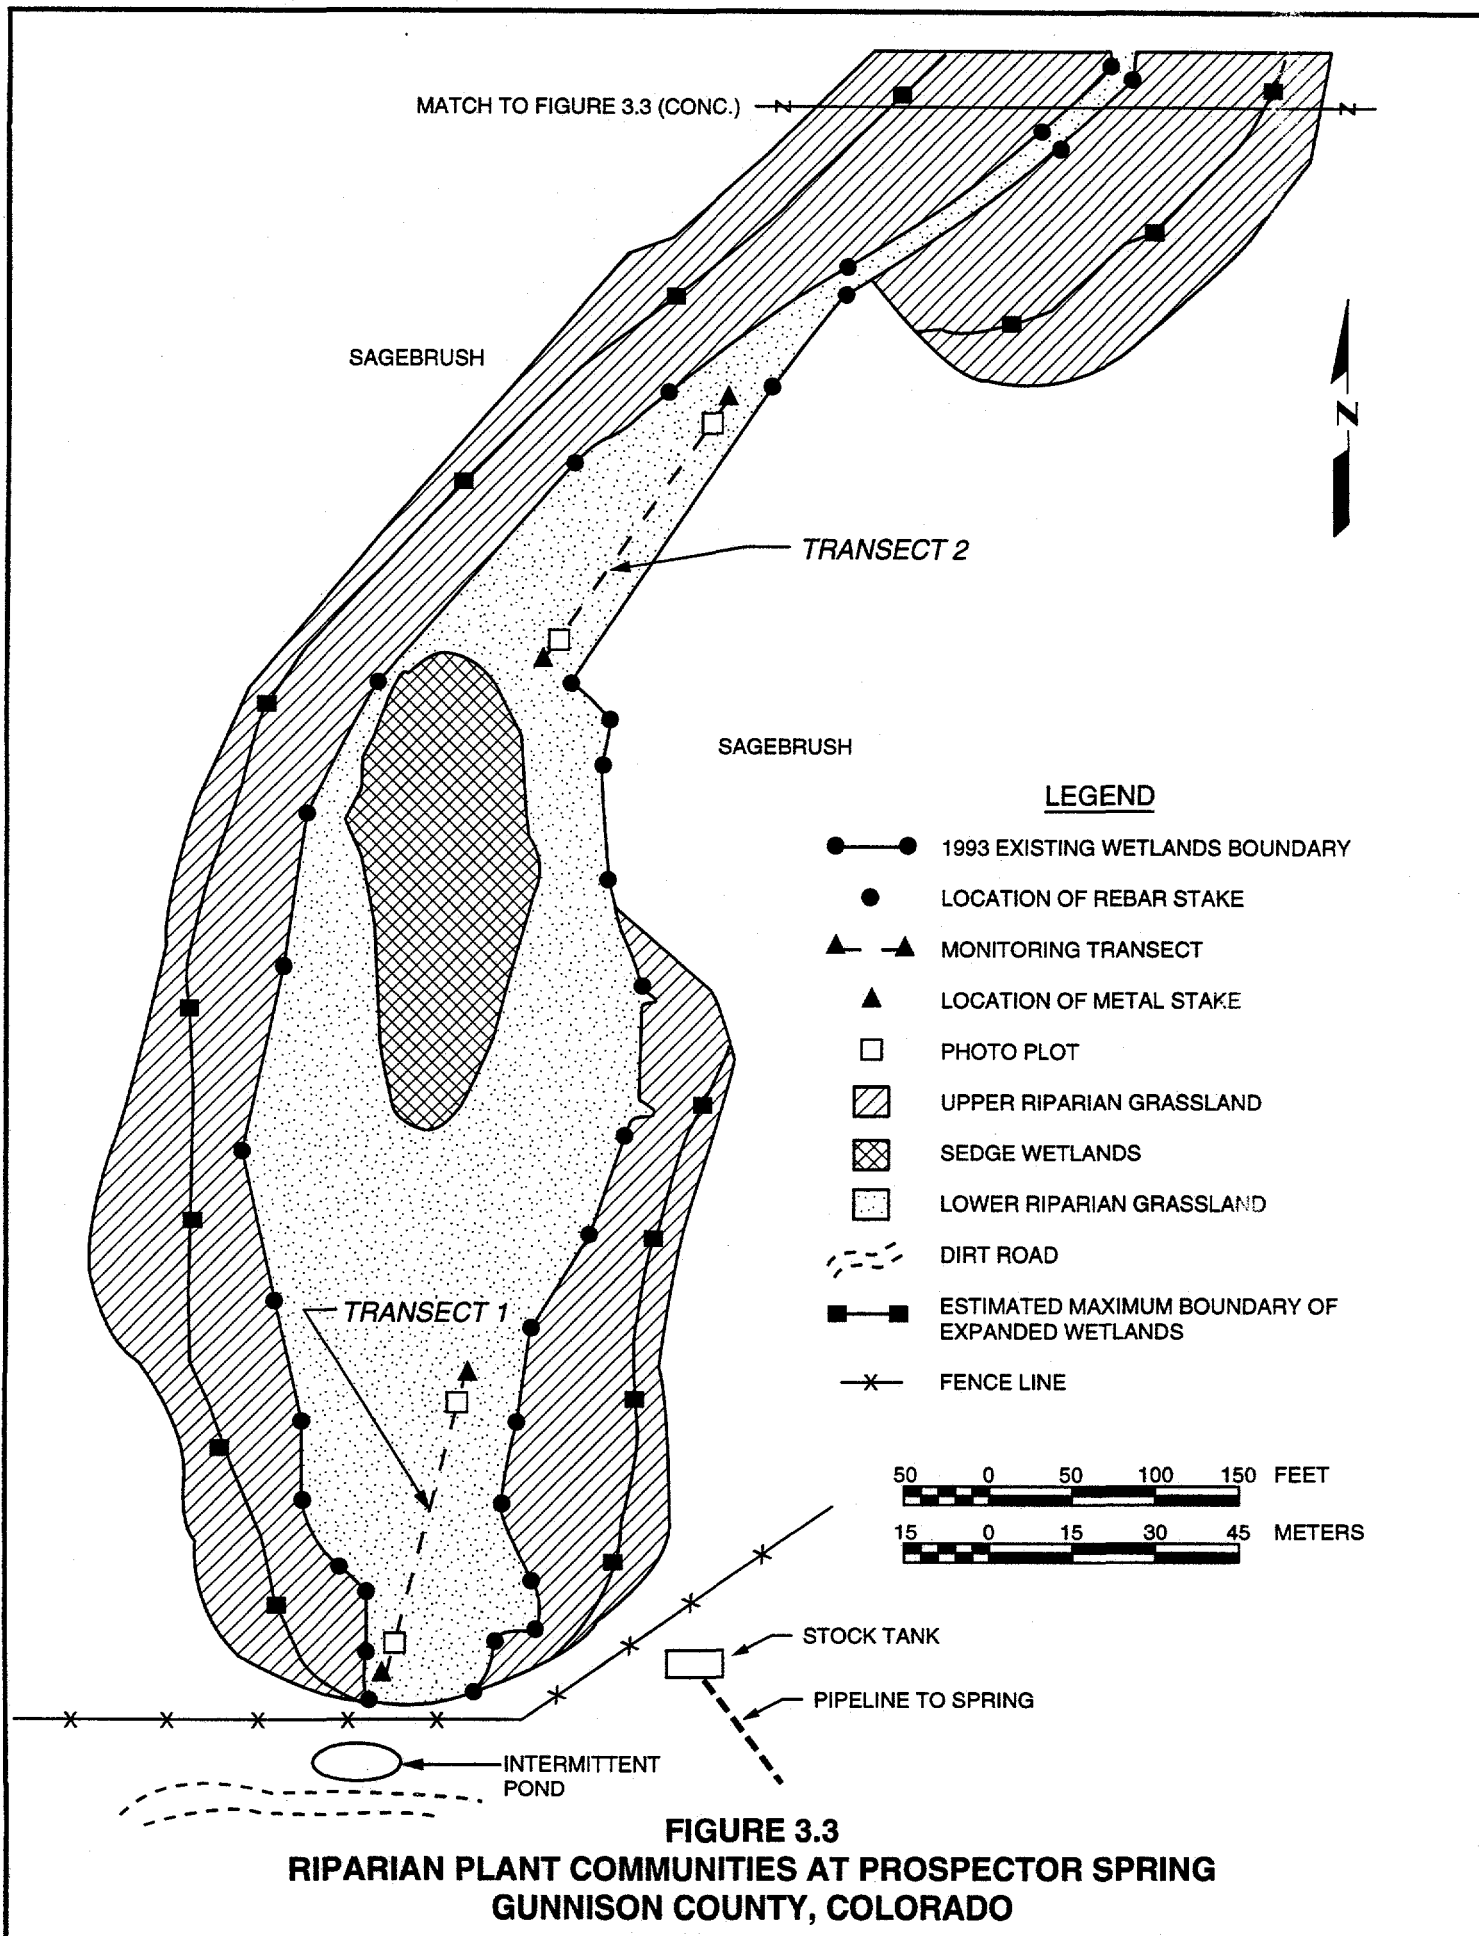 MATCH TO FIGURE 3.3 (CONC.)
Z
Z
SAGEBRUSH
Z
TRANSECT 2
SAGEBRUSH
LEGEND
1993 EXISTING WETLANDS BOUNDARY
LOCATION OF REBAR STAKE
MONITORING TRANSECT
LOCATION OF METAL STAKE
PHOTO PLOT
UPPER RIPARIAN GRASSLAND
SEDGE WETLANDS
LOWER RIPARIAN GRASSLAND
DIRT ROAD
ESTIMATED MAXIMUM BOUNDARY OF
EXPANDED WETLANDS
FENCE LINE
TRANSECT 1
50 0 50 100 150 FEET
15 0 15 30 45 METERS
STOCK TANK
PIPELINE TO SPRING
INTERMITTENT
POND
FIGURE 3.3
RIPARIAN PLANT COMMUNITIES AT PROSPECTOR SPRING
GUNNISON COUNTY, COLORADO